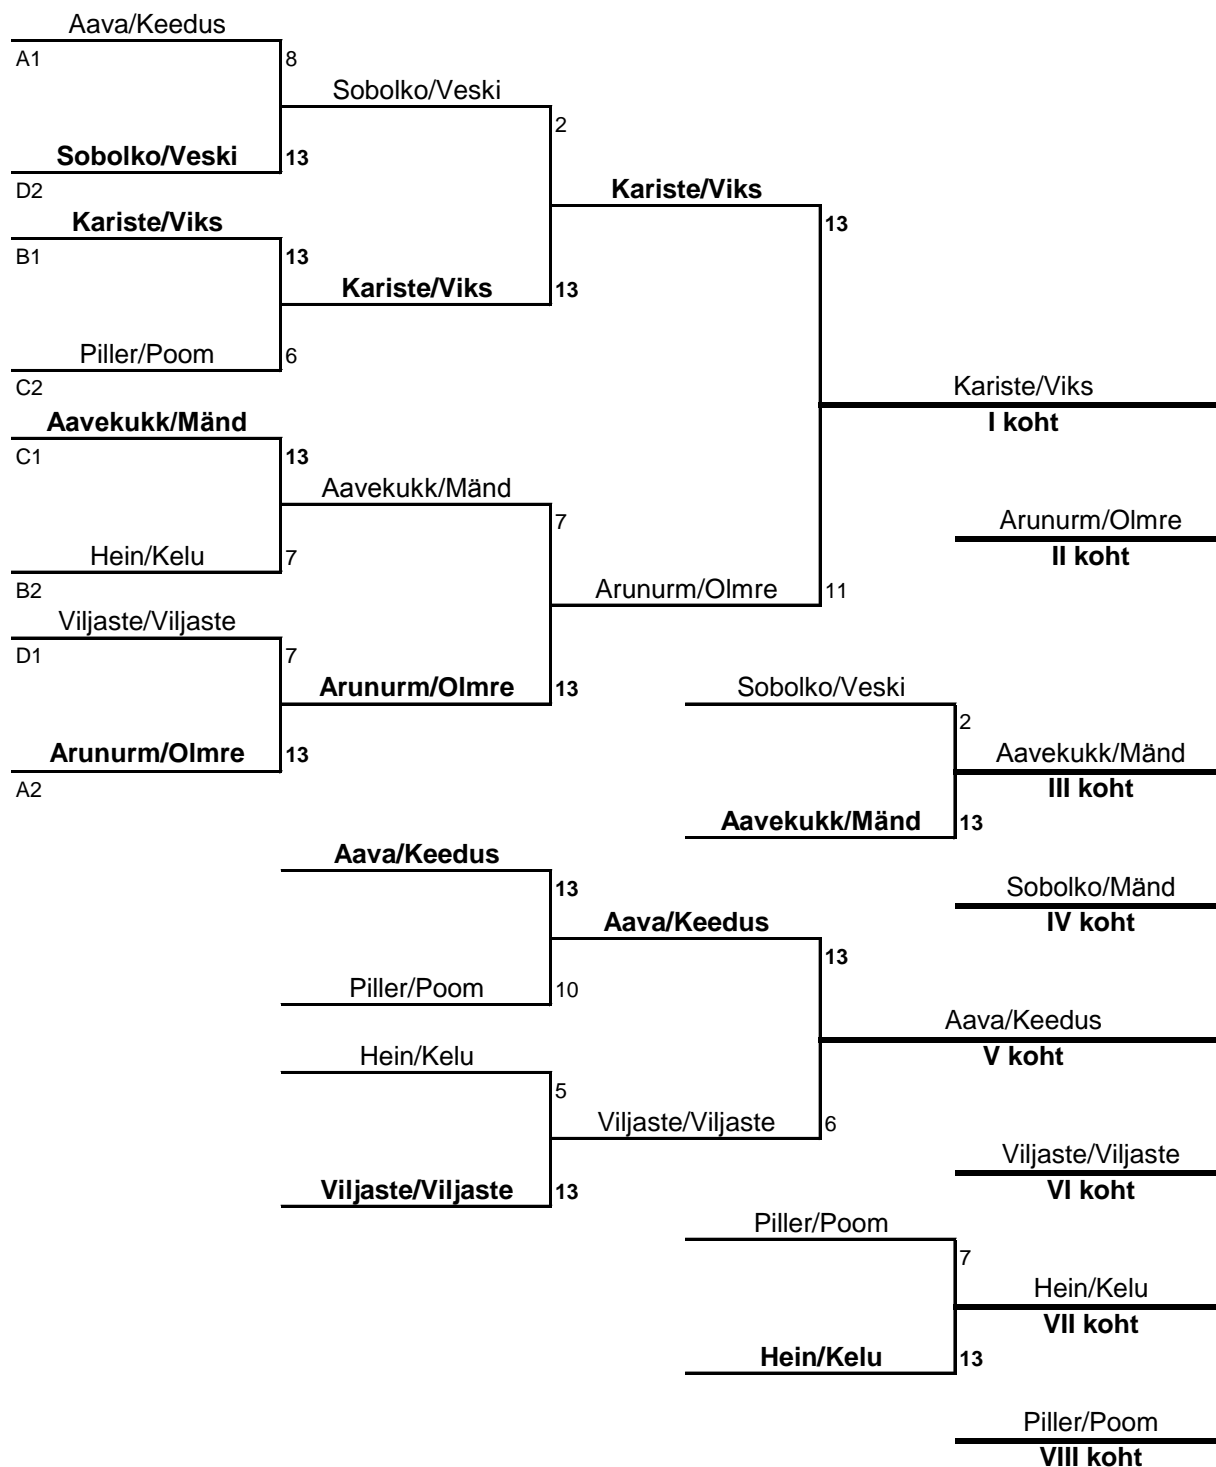 Aava/Keedus
A1
8
Sobolko/Veski
2
Sobolko/Veski
13
D2
Kariste/Viks
13
Kariste/Viks
B1
13
Kariste/Viks
13
Piller/Poom
6
C2
Kariste/Viks
I koht
Aavekukk/Mänd
C1
13
Aavekukk/Mänd
7
Arunurm/Olmre
II koht
Hein/Kelu
7
B2
Arunurm/Olmre
11
Viljaste/Viljaste
D1
7
Arunurm/Olmre
13
Sobolko/Veski
2
Arunurm/Olmre
13
A2
Aavekukk/Mänd
III koht
Aavekukk/Mänd
13
Aava/Keedus
13
Sobolko/Mänd
IV koht
Aava/Keedus
13
Piller/Poom
10
Aava/Keedus
V koht
Hein/Kelu
5
Viljaste/Viljaste
6
Viljaste/Viljaste
VI koht
Viljaste/Viljaste
13
Piller/Poom
7
Hein/Kelu
VII koht
Hein/Kelu
13
Piller/Poom
VIII koht